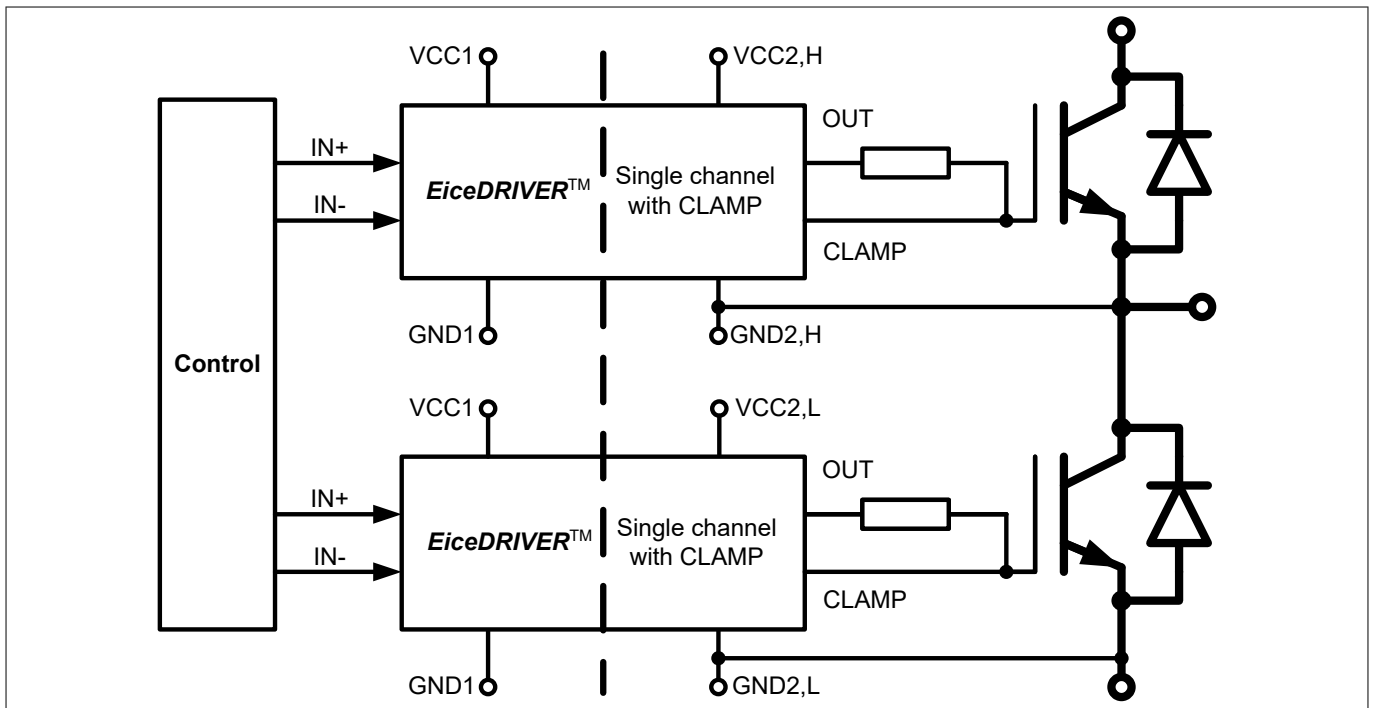 VCC1
VCC2,H
IN+
IN-
EiceDRIVER™
Single channel
with CLAMP
OUT
CLAMP
GND1
GND2,H
Control
VCC1
VCC2,L
IN+
IN-
EiceDRIVER™
Single channel
with CLAMP
OUT
CLAMP
GND1
GND2,L